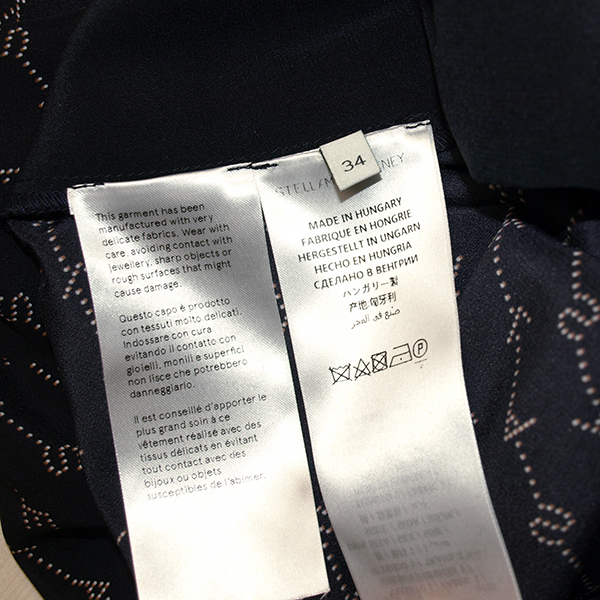 This garment has been
manufactured with very
delicate fabrics. Wear with
care, avoiding contact with
jewellery, sharp objects or
rough surfaces that might
cause damage.
Questo capo è prodotto
con tessuti molto delicati.
Indossare con cura
evitando il contatto con
gioielli, monili e superfici
non lisce che potrebbero
danneggiarlo.
Il est conseillé d'apporter le
plus grand soin à ce
vêtement réalisé avec des
tissus délicats en évitant
tout contact avec des
bijoux ou objets
susceptibles de l'abimer.
34
MADE IN HUNGARY
FABRIQUE EN HONGRIE
HERGESTELLT IN UNGARN
HECHO EN HUNGRIA
СДЕЛАНО В ВЕНГРИИ
ハンガリー製
产地 匈牙利
صنع في المجر
P